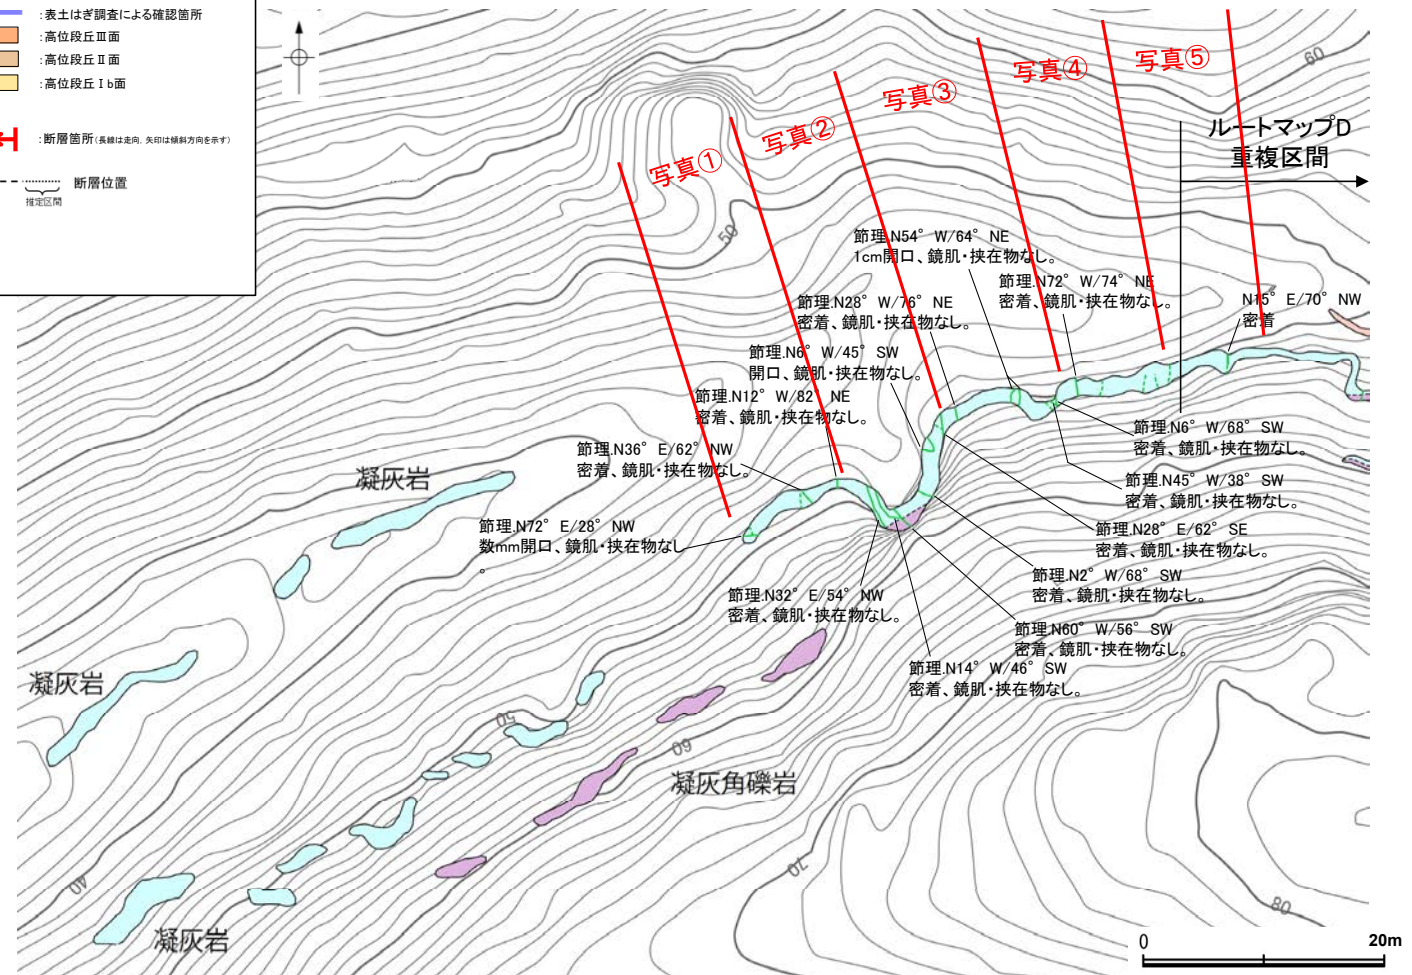 :表土はぎ調査による確認箇所
:高位段丘Ⅲ面
:高位段丘Ⅱ面
:高位段丘Ⅰb面
:断層箇所(長線は走向、矢印は傾斜方向を示す)
断層位置
推定区間
写真①
写真②
写真③
写真④
写真⑤
ルートマップD
重複区間
60
50
節理.N54°W/64°NE
1cm開口、鏡肌・挟在物なし。
節理.N72°W/74°NE
密着、鏡肌・挟在物なし。
N15°E/70°NW
密着
節理.N28°W/76°NE
密着、鏡肌・挟在物なし。
節理.N6°W/45°SW
開口、鏡肌・挟在物なし。
節理.N12°W/82°NE
密着、鏡肌・挟在物なし。
節理.N36°E/62°NW
密着、鏡肌・挟在物なし。
節理.N72°E/28°NW
数mm開口、鏡肌・挟在物なし
。
節理.N6°W/68°SW
密着、鏡肌・挟在物なし。
節理.N45°W/38°SW
密着、鏡肌・挟在物なし。
節理.N28°E/62°SE
密着、鏡肌・挟在物なし。
節理.N2°W/68°SW
密着、鏡肌・挟在物なし。
節理.N32°E/54°NW
密着、鏡肌・挟在物なし。
節理.N60°W/56°SW
密着、鏡肌・挟在物なし。
節理.N14°W/46°SW
密着、鏡肌・挟在物なし。
凝灰岩
凝灰岩
凝灰岩
凝灰角礫岩
50
60
40
70
80
0
20m